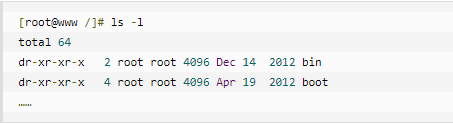 [root@www /]# ls -l
total 64
dr-xr-xr-x   2 root root 4096 Dec 14  2012 bin
dr-xr-xr-x   4 root root 4096 Apr 19  2012 boot
……